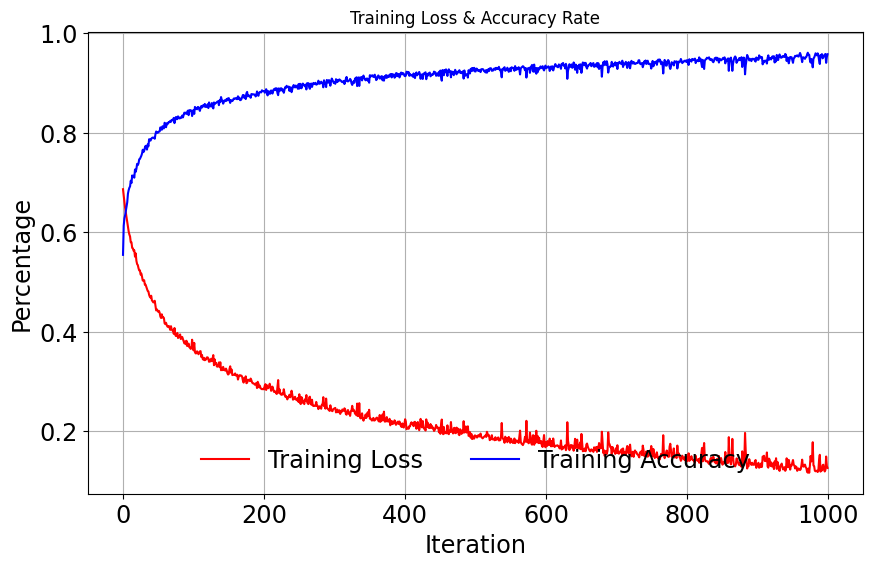 Training Loss & Accuracy Rate
1.0
0.8
0.6
0.4
0.2
Percentage
Training Loss Training Accuracy
0 200 400 600 800 1000
Iteration